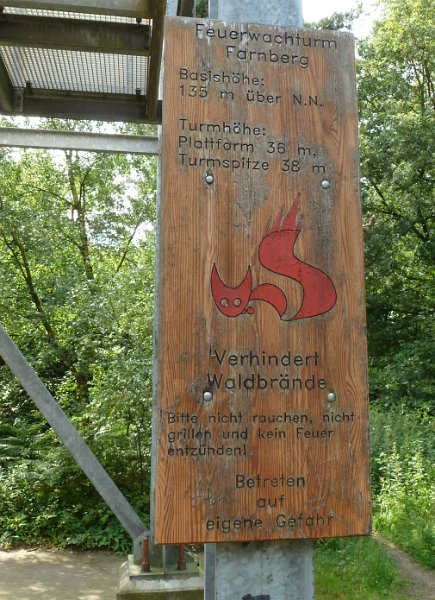 Feuerwachturm
Farnberg
Basishöhe:
135 m über N.N.
Turmhöhe:
Plattform 36 m,
Turmspitze 38 m
Verhindert
Waldbrände
Bitte nicht rauchen, nicht
grillen und kein Feuer
entzünden!
Betreten
auf
eigene Gefahr